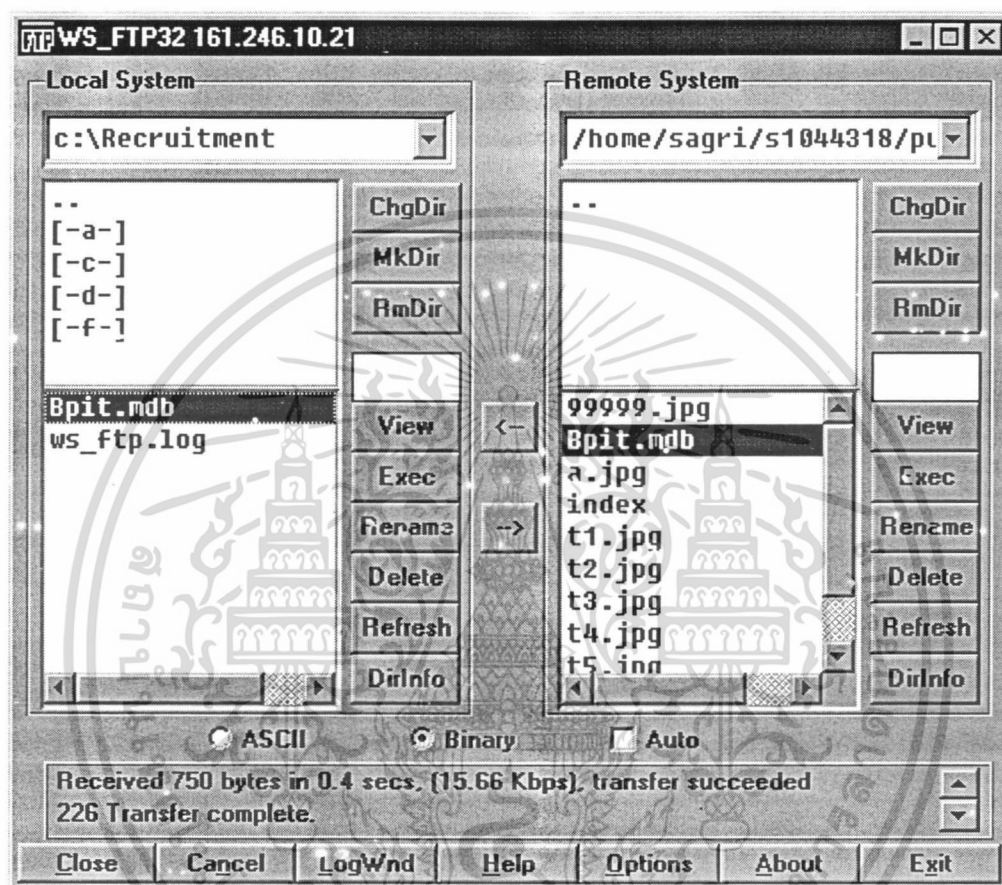 FTP WS_FTP32 161.246.10.21
Local System
c:\Recruitment
..
[-a-]
[-c-]
[-d-]
[-f-]
ChgDir
MkDir
RmDir
Bpit.mdb
ws_ftp.log
View
Exec
Rename
Delete
Refresh
DirInfo
<--
-->
Remote System
/home/sagri/s1044318/pu
..
ChgDir
MkDir
RmDir
99999.jpg
Bpit.mdb
a.jpg
index
t1.jpg
t2.jpg
t3.jpg
t4.jpg
t5.jpg
View
Exec
Rename
Delete
Refresh
DirInfo
ASCII Binary Auto
Received 750 bytes in 0.4 secs, (15.66 Kbps), transfer succeeded
226 Transfer complete.
Close Cancel LogWnd Help Options About Exit